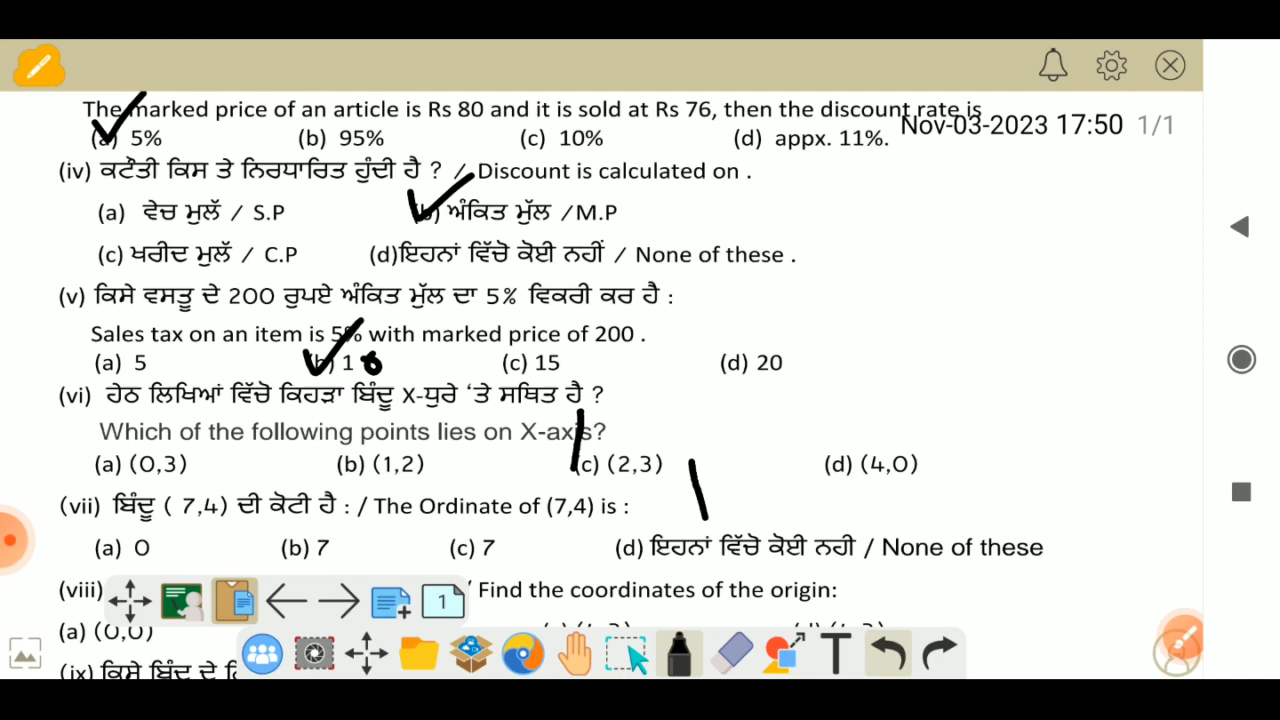 The marked price of an article is Rs 80 and it is sold at Rs 76, then the discount rate is
Nov-03-2023 17:50 1/1
(a) 5% (b) 95% (c) 10% (d) appx. 11%.
(iv) ਕਟੌਤੀ ਕਿਸ ਤੇ ਨਿਰਧਾਰਿਤ ਹੁੰਦੀ ਹੈ ? / Discount is calculated on .
(a) ਵੇਚ ਮੁਲੱ / S.P (b) ਅੰਕਿਤ ਮੁੱਲ /M.P
(c) ਖਰੀਦ ਮੁਲੱ / C.P (d)ਇਹਨਾਂ ਵਿੱਚੋ ਕੋਈ ਨਹੀਂ / None of these .
(v) ਕਿਸੇ ਵਸਤੂ ਦੇ 200 ਰੁਪਏ ਅੰਕਿਤ ਮੁੱਲ ਦਾ 5% ਵਿਕਰੀ ਕਰ ਹੈ :
Sales tax on an item is 5% with marked price of 200 .
(a) 5 (b) 10 (c) 15 (d) 20
(vi) ਹੇਠ ਲਿਖਿਆਂ ਵਿੱਚੋ ਕਿਹੜਾ ਬਿੰਦੂ X-ਧੁਰੇ ‘ਤੇ ਸਥਿਤ ਹੈ ?
Which of the following points lies on X-axis?
(a) (0,3) (b) (1,2) (c) (2,3) (d) (4,0)
(vii) ਬਿੰਦੂ ( 7,4) ਦੀ ਕੋਟੀ ਹੈ : / The Ordinate of (7,4) is :
(a) 0 (b) 7 (c) 7 (d) ਇਹਨਾਂ ਵਿੱਚੋ ਕੋਈ ਨਹੀ / None of these
(viii) / Find the coordinates of the origin:
1
(a) (0,0)
(ix) ਕਿਸੇ ਬਿੰਦੂ ਦੇ
T